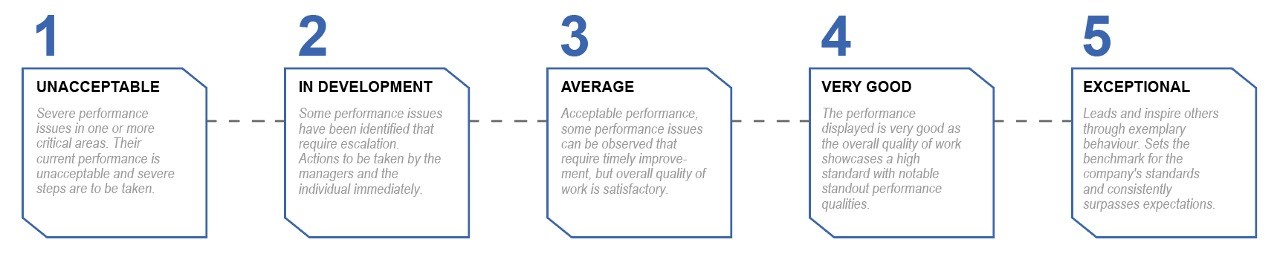 1
UNACCEPTABLE
Severe performance
issues in one or more
critical areas. Their
current performance is
unacceptable and severe
steps are to be taken.
2
IN DEVELOPMENT
Some performance issues
have been identified that
require escalation.
Actions to be taken by the
managers and the
individual immediately.
3
AVERAGE
Acceptable performance,
some performance issues
can be observed that
require timely improve-
ment, but overall quality of
work is satisfactory.
4
VERY GOOD
The performance
displayed is very good as
the overall quality of work
showcases a high
standard with notable
standout performance
qualities.
5
EXCEPTIONAL
Leads and inspire others
through exemplary
behaviour. Sets the
benchmark for the
company's standards
and consistently
surpasses expectations.